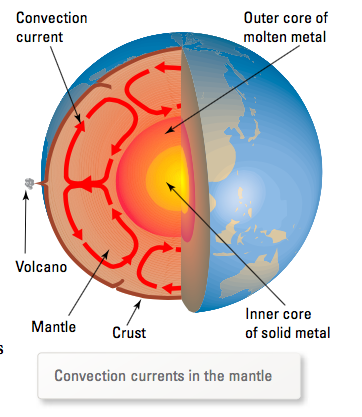 Convection
current
Outer core of
molten metal
Volcano
Mantle
Crust
Inner core
of solid metal
s
Convection currents in the mantle